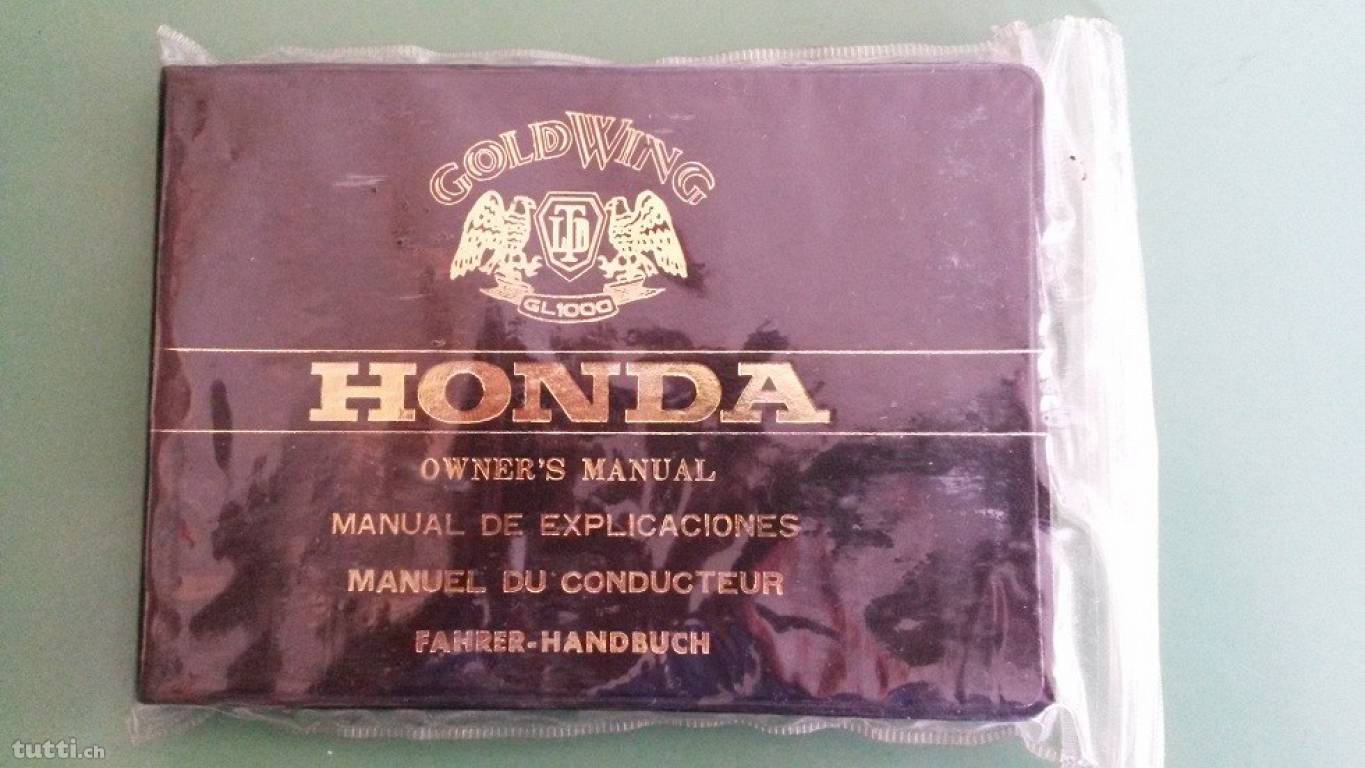 GOLDWING
LTD
GL1000
HONDA
OWNER'S MANUAL
MANUAL DE EXPLICACIONES
MANUEL DU CONDUCTEUR
FAHRER-HANDBUCH
tutti.ch